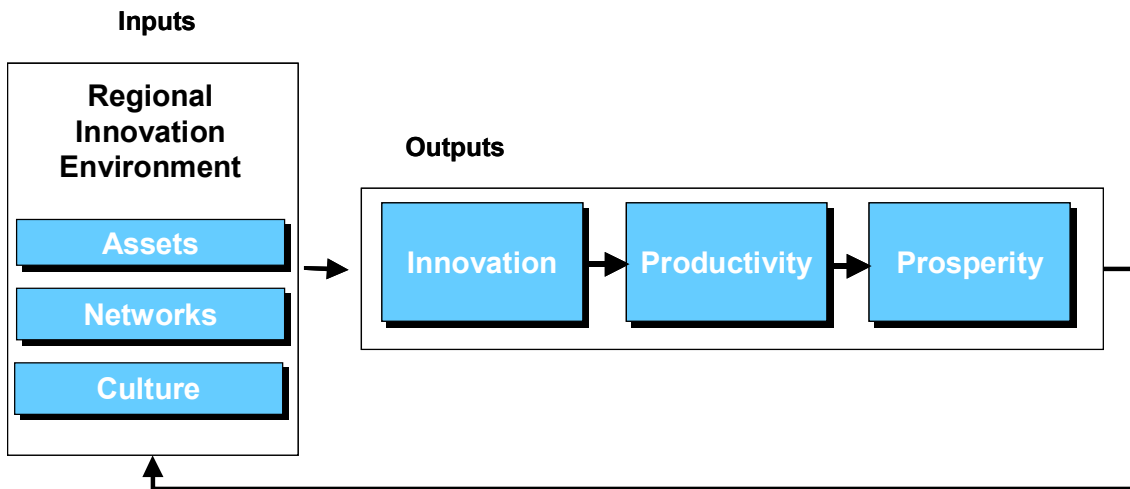 Inputs
Regional
Innovation
Environment
Assets
Networks
Culture
Outputs
Innovation
Productivity
Prosperity